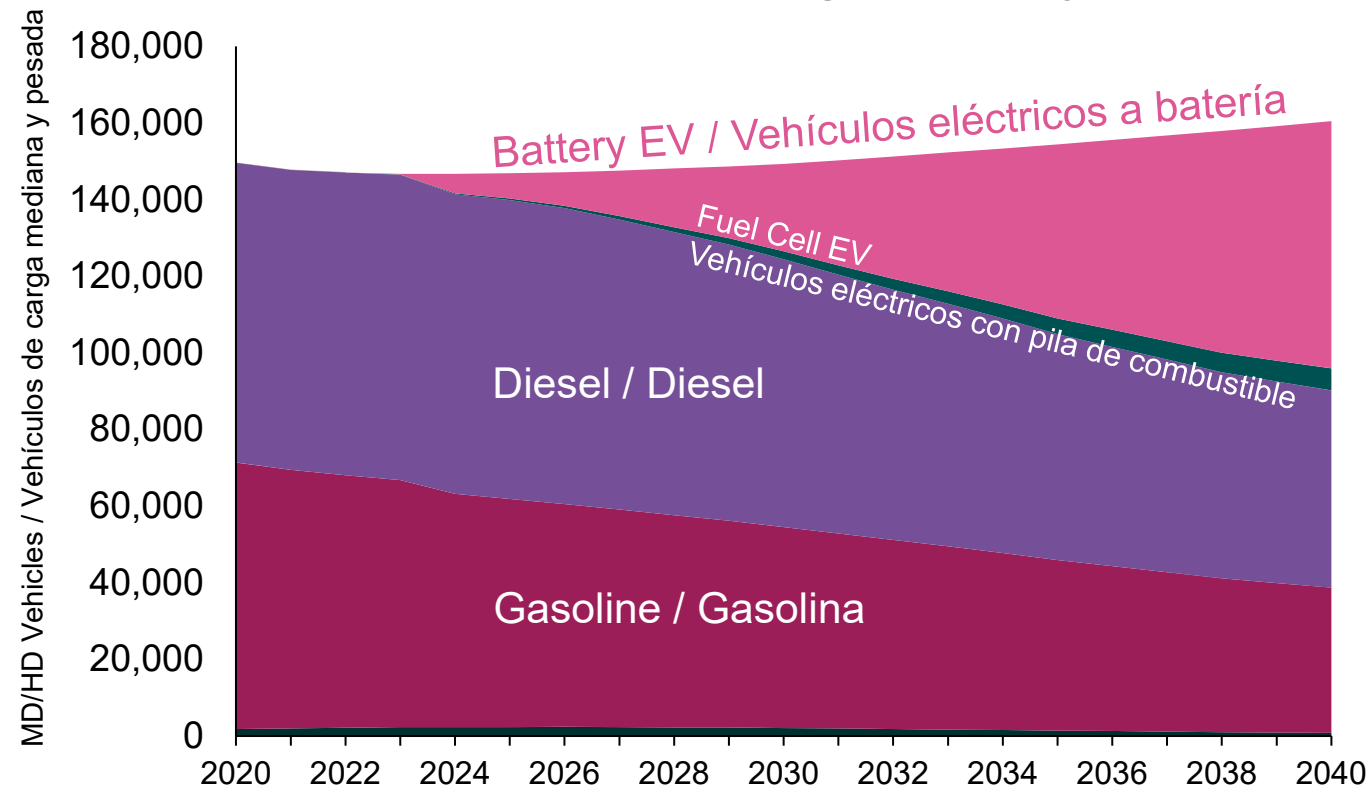 MD/HD Vehicles / Vehículos de carga mediana y pesada
180,000
160,000
140,000
120,000
100,000
80,000
60,000
40,000
20,000
0
Battery EV / Vehículos eléctricos a batería
Fuel Cell EV
Vehículos eléctricos con pila de combustible
Diesel / Diesel
Gasoline / Gasolina
2020 2022 2024 2026 2028 2030 2032 2034 2036 2038 2040